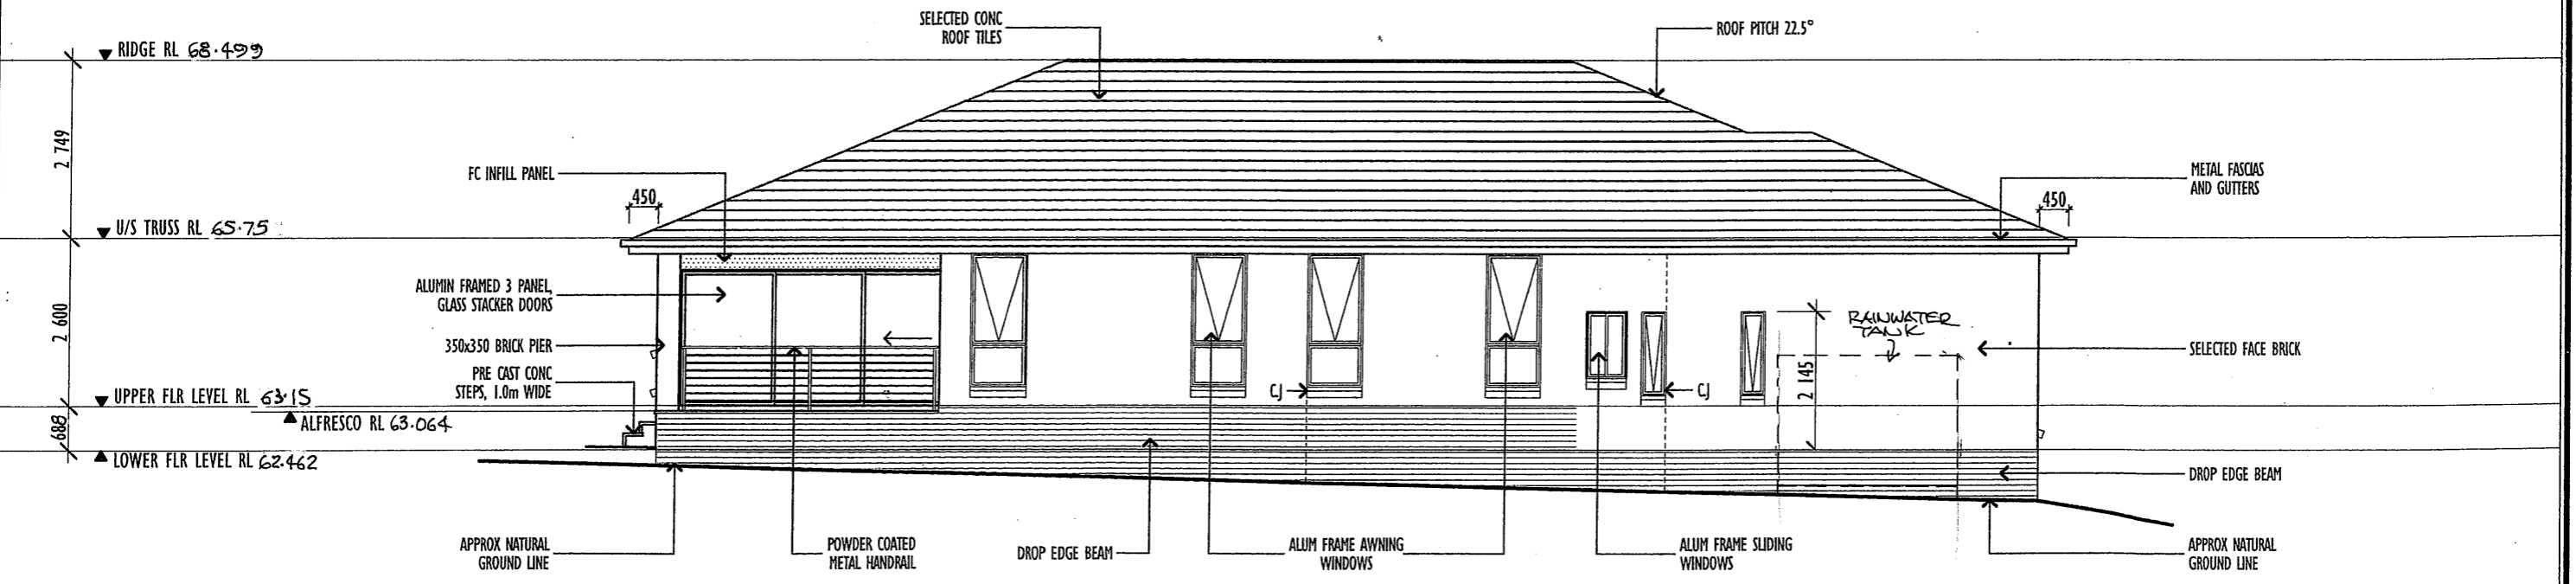 SELECTED CONC
ROOF TILES
ROOF PITCH 22.5°
RIDGE RL 68.499
2 749
FC INFILL PANEL
METAL FASCIAS
AND GUTTERS
450
450
U/S TRUSS RL 65.75
ALUMIN FRAMED 3 PANEL,
GLASS STACKER DOORS
2 600
350x350 BRICK PIER
RAINWATER
TANK
SELECTED FACE BRICK
PRE CAST CONC
STEPS, 1.0m WIDE
2 145
CJ
CJ
UPPER FLR LEVEL RL 63.15
ALFRESCO RL 63.064
688
LOWER FLR LEVEL RL 62.462
DROP EDGE BEAM
APPROX NATURAL
GROUND LINE
POWDER COATED
METAL HANDRAIL
DROP EDGE BEAM
ALUM FRAME AWNING
WINDOWS
ALUM FRAME SLIDING
WINDOWS
APPROX NATURAL
GROUND LINE